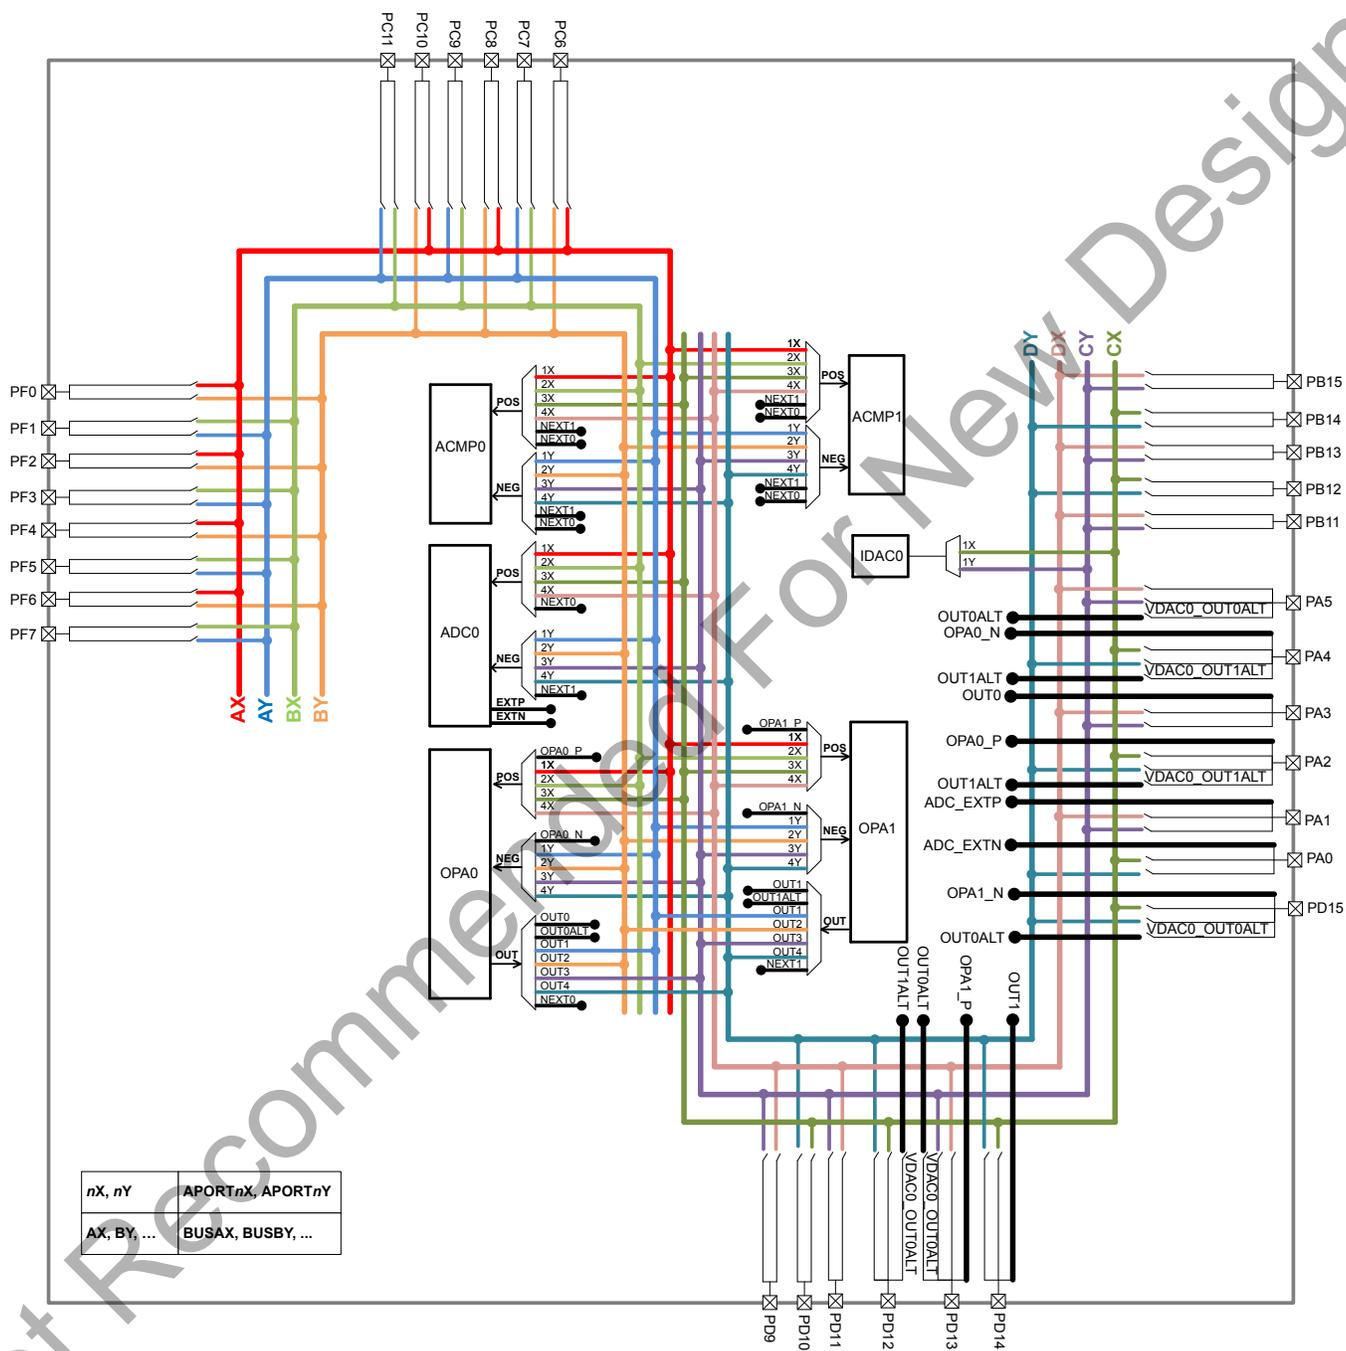 PC11
PC10
PC9
PC8
PC7
PC6
PF0
PF1
PF2
PF3
PF4
PF5
PF6
PF7
AX
AY
BX
BY
ACMP0
POS
1X
2X
3X
4X
NEXT1
NEXT0
NEG
1Y
2Y
3Y
4Y
NEXT1
NEXT0
ADC0
POS
1X
2X
3X
4X
NEXT0
NEG
1Y
2Y
3Y
4Y
NEXT1
EXTP
EXTN
OPA0
POS
OPA0_P
1X
2X
3X
4X
NEG
OPA0_N
1Y
2Y
3Y
4Y
OUT
OUT0
OUT0ALT
OUT1
OUT2
OUT3
OUT4
NEXT0
ACMP1
1X
2X
3X
4X
NEXT1
NEXT0
POS
1Y
2Y
3Y
4Y
NEXT1
NEXT0
NEG
IDAC0
1X
1Y
OPA1
OPA1_P
1X
2X
3X
4X
POS
OPA1_N
1Y
2Y
3Y
4Y
NEG
OUT1
OUT1ALT
OUT1
OUT2
OUT3
OUT4
NEXT1
OUT
DY
DX
CY
CX
PB15
PB14
PB13
PB12
PB11
PA5
VDAC0_OUT0ALT
OUT0ALT
OPA0_N
PA4
VDAC0_OUT1ALT
OUT1ALT
OUT0
PA3
OPA0_P
PA2
VDAC0_OUT1ALT
OUT1ALT
ADC_EXTP
PA1
ADC_EXTN
PA0
OPA1_N
PD15
VDAC0_OUT0ALT
OUT0ALT
OUT1ALT
OUT0ALT
OPA1_P
OUT1
VDAC0_OUT0ALT
VDAC0_OUT0ALT
PD9
PD10
PD11
PD12
PD13
PD14
nX, nY APORTnX, APORTnY
AX, BY, ... BUSAX, BUSBY, ...
Recommended For New Design